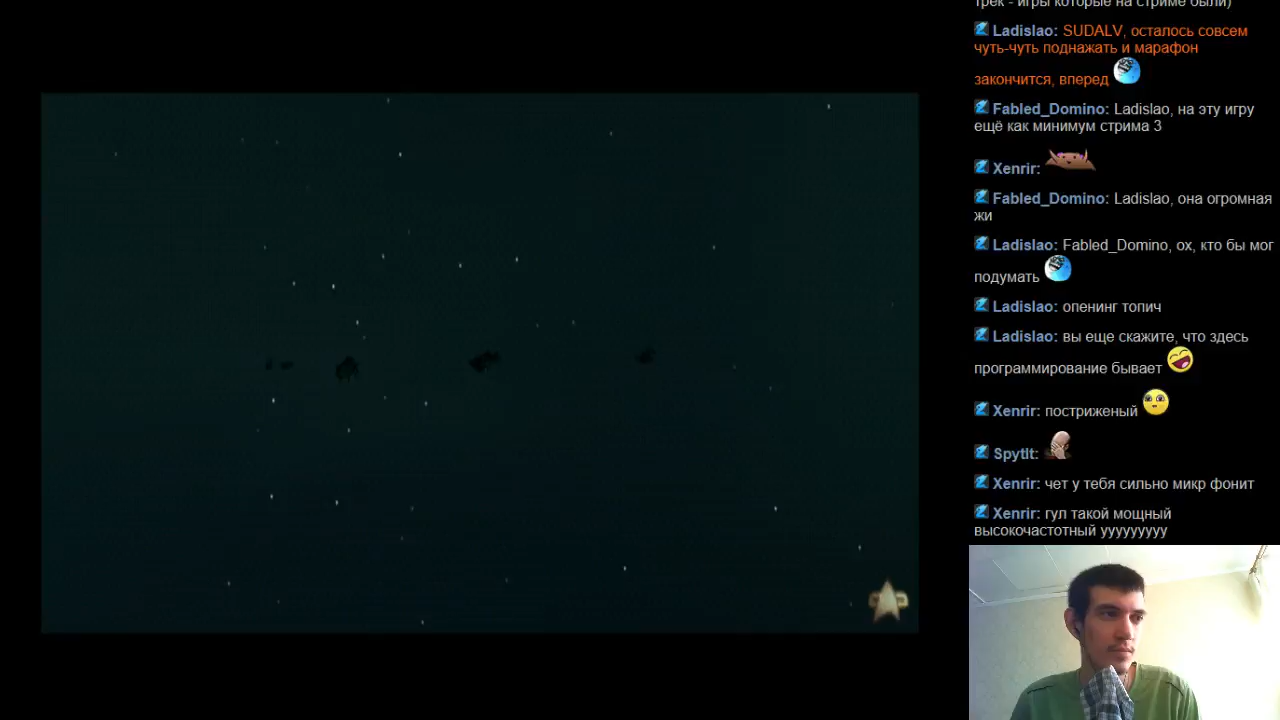 трек - игры которые на стриме были)
Ladislao: SUDALV, осталось совсем
чуть-чуть поднажать и марафон
закончится, вперед
Fabled_Domino: Ladislao, на эту игру
ещё как минимум стрима 3
Xenrir:
Fabled_Domino: Ladislao, она огромная
жи
Ladislao: Fabled_Domino, ох, кто бы мог
подумать
Ladislao: опенинг топич
Ladislao: вы еще скажите, что здесь
программирование бывает
Xenrir: постриженый
SpytIt:
Xenrir: чет у тебя сильно микр фонит
Xenrir: гул такой мощный
высокочастотный ууууууууу